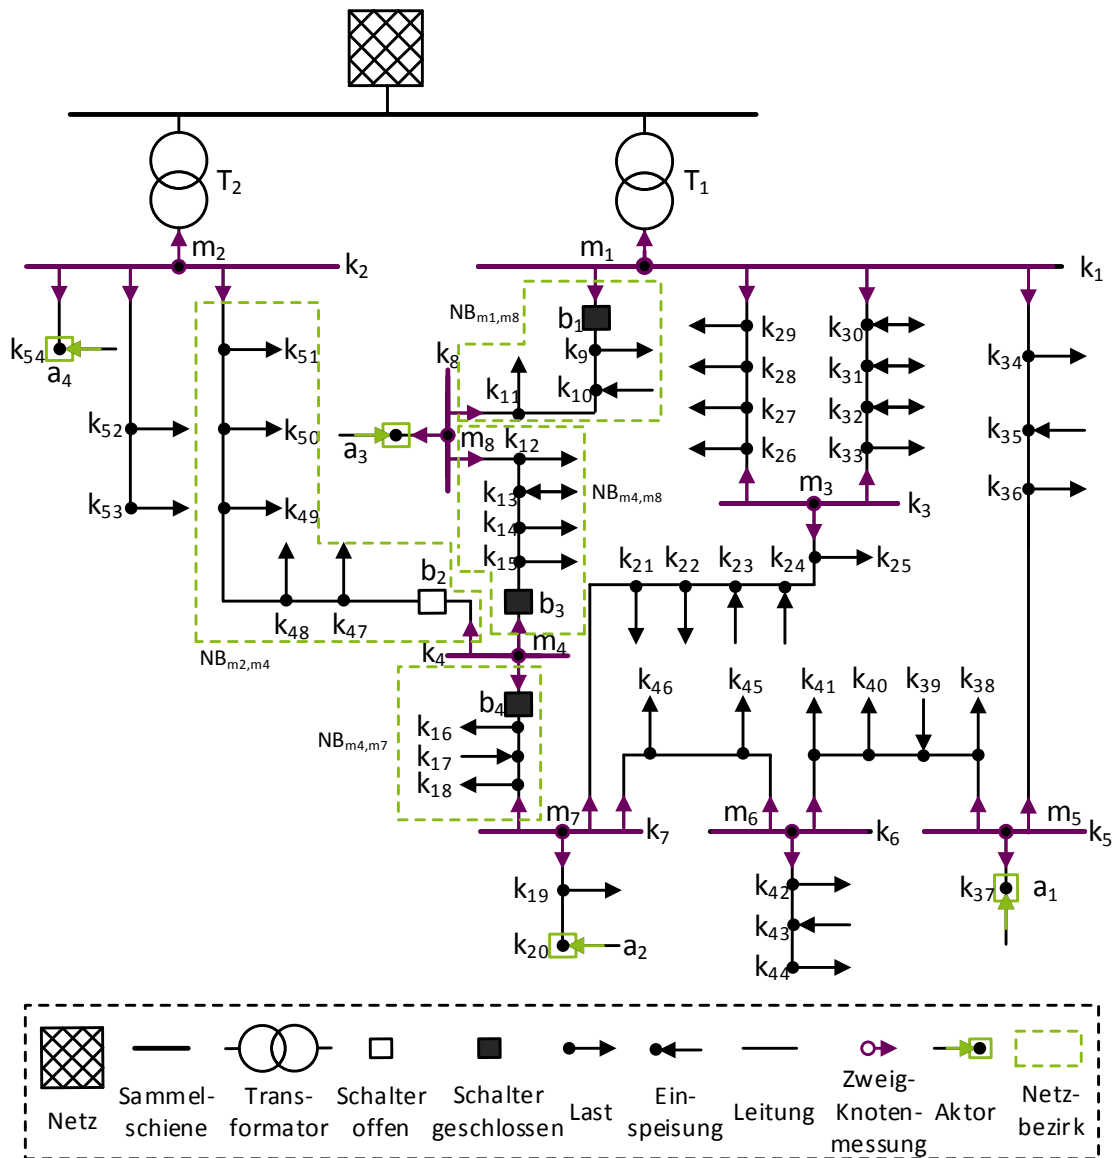 T₂
T₁
m₂
k₂
m₁
k₁
NBₘ₁,ₘ₈
b₁
k₅₄
a₄
k₅₁
k₈
k₉
k₁₀
k₁₁
k₂₉
k₂₈
k₂₇
k₂₆
k₃₀
k₃₁
k₃₂
k₃₃
k₃₄
k₃₅
k₃₆
k₅₂
k₅₃
k₅₀
k₄₉
a₃
m₈
k₁₂
k₁₃
k₁₄
k₁₅
NBₘ₄,ₘ₈
m₃
k₃
k₂₁
k₂₂
k₂₃
k₂₄
k₂₅
b₂
b₃
k₄₈
k₄₇
NBₘ₂,ₘ₄
k₄
m₄
b₄
NBₘ₄,ₘ₇
k₁₆
k₁₇
k₁₈
k₄₆
k₄₅
k₄₁
k₄₀
k₃₉
k₃₈
m₇
k₇
m₆
k₆
m₅
k₅
k₁₉
k₂₀
a₂
k₄₂
k₄₃
k₄₄
k₃₇
a₁
Netz
Sammel-
schiene
Trans-
formator
Schalter
offen
Schalter
geschlossen
Last
Ein-
speisung
Leitung
Zweig-
Knoten-
messung
Aktor
Netz-
bezirk